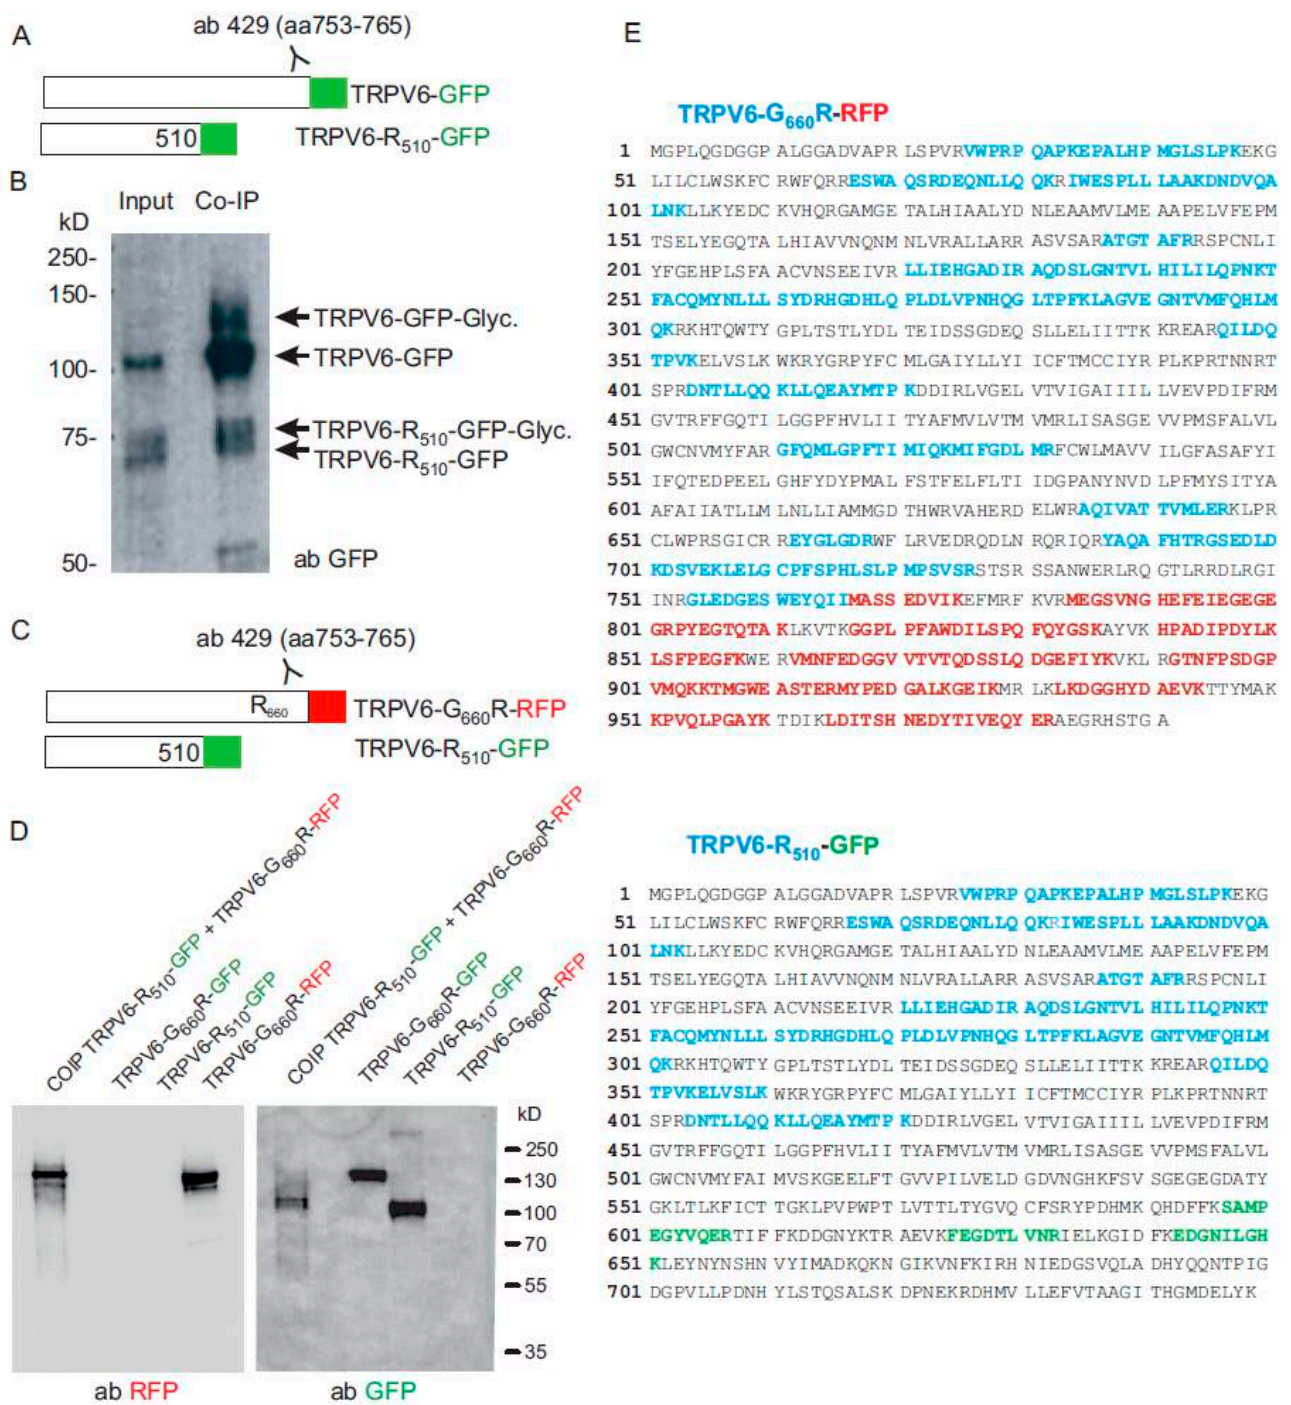 A
ab 429 (aa753-765)
TRPV6-GFP
510
TRPV6-R510-GFP
B
Input Co-IP
kD
250-
150-
TRPV6-GFP-Glyc.
TRPV6-GFP
100-
TRPV6-R510-GFP-Glyc.
75-
TRPV6-R510-GFP
50-
ab GFP
C
ab 429 (aa753-765)
R660
TRPV6-G660R-RFP
510
TRPV6-R510-GFP
D
COIP TRPV6-R510-GFP + TRPV6-G660R-RFP
TRPV6-G660R-GFP
TRPV6-R510-GFP
TRPV6-G660R-RFP
COIP TRPV6-R510-GFP + TRPV6-G660R-RFP
TRPV6-G660R-GFP
TRPV6-R510-GFP
TRPV6-G660R-RFP
kD
250
130
100
70
55
35
ab RFP
ab GFP
E
TRPV6-G660R-RFP
1 MGPLQGDGGP ALGGADVAPR LSPVRVWPRP QAPKEPALHP MGLSLPKEKG
51 LILCLWSKFC RWFQRRESWA QSRDEQNLLQ QKRIWESPLL LAAKDNDVQA
101 LNKLLKYEDC KVHQRGAMGE TALHIAALYD NLEAAMVLME AAPELVFEPM
151 TSELYEGQTA LHIAVVNQNM NLVRALLARR ASVSARATGT AFRRSPCNLI
201 YFGEHPLSFA ACVNSEEIVR LLIEHGADIR AQDSLGNTVL HILILQPNKT
251 FACQMYNLLL SYDRHGDHLQ PLDLVPNHQG LTPFKLAGVE GNTVMFQHLM
301 QKRKHTQWTY GPLTSTLYDL TEIDSSGDEQ SLLELIITTK KREARQILDQ
351 TPVKELVSLK WKRYGRPYFC MLGAIYLLYI ICFTMCCIYR PLKPRTNNRT
401 SPRDNTLLQQ KLLQEAYMTP KDDIRLVGEL VTVIGAIIIL LVEVPDIFRM
451 GVTRFFGQTI LGGPFHVLII TYAFMVLVTM VMRLISASGE VVPMSFALVL
501 GWCNVMYFAR GFQMLGPFTI MIQKMIFGDL MRFCWLMAVV ILGFASAFYI
551 IFQTEDPEEL GHFYDYPMAL FSTFELFLTI IDGPANYNVD LPFMYSITYA
601 AFAIIATLLM LNLLIAMMGD THWRVAHERD ELWRAQIVAT TVMLERKLPR
651 CLWPRSGICR REYGLGDRWF LRVEDRQDLN RQRIQRYAQA FHTRGSEDLD
701 KDSVEKLELG CPFSPHLSLP MPSVSRSTSR SSANWERLRQ GTLRRDLRGI
751 INRGLEDGES WEYQIIMASS EDVIKEFMRF KVRMEGSVNG HEFEIEGEGE
801 GRPYEGTQTA KLKVTKGGPL PFAWDILSPQ FQYGSKAYVK HPADIPDYLK
851 LSFPEGFKWE RVMNFEDGGV VTVTQDSSLQ DGEFIYKVKL RGTNFPSDGP
901 VMQKKTMGWE ASTERMYPED GALKGEIKMR LKLKDGGHYD AEVKTTYMAK
951 KPVQLPGAYK TDIKLDITSH NEDYTIVEQY ERAEGRHSTG A
TRPV6-R510-GFP
1 MGPLQGDGGP ALGGADVAPR LSPVRVWPRP QAPKEPALHP MGLSLPKEKG
51 LILCLWSKFC RWFQRRESWA QSRDEQNLLQ QKRIWESPLL LAAKDNDVQA
101 LNKLLKYEDC KVHQRGAMGE TALHIAALYD NLEAAMVLME AAPELVFEPM
151 TSELYEGQTA LHIAVVNQNM NLVRALLARR ASVSARATGT AFRRSPCNLI
201 YFGEHPLSFA ACVNSEEIVR LLIEHGADIR AQDSLGNTVL HILILQPNKT
251 FACQMYNLLL SYDRHGDHLQ PLDLVPNHQG LTPFKLAGVE GNTVMFQHLM
301 QKRKHTQWTY GPLTSTLYDL TEIDSSGDEQ SLLELIITTK KREARQILDQ
351 TPVKELVSLK WKRYGRPYFC MLGAIYLLYI ICFTMCCIYR PLKPRTNNRT
401 SPRDNTLLQQ KLLQEAYMTP KDDIRLVGEL VTVIGAIIIL LVEVPDIFRM
451 GVTRFFGQTI LGGPFHVLII TYAFMVLVTM VMRLISASGE VVPMSFALVL
501 GWCNVMYFAI MVSKGEELFT GVVPILVELD GDVNGHKFSV SGEGEGDATY
551 GKLTLKFICT TGKLPVPWPT LVTTLTYGVQ CFSRYPDHMK QHDFFKSAMP
601 EGYVQERTIF FKDDGNYKTR AEVKFEGDTL VNRIELKGID FKEDGNILGH
651 KLEYNYNSHN VYIMADKQKN GIKVNFKIRH NIEDGSVQLA DHYQQNTPIG
701 DGPVLLPDNH YLSTQSALSK DPNEKRDHMV LLEFVTAAGI THGMDELYK